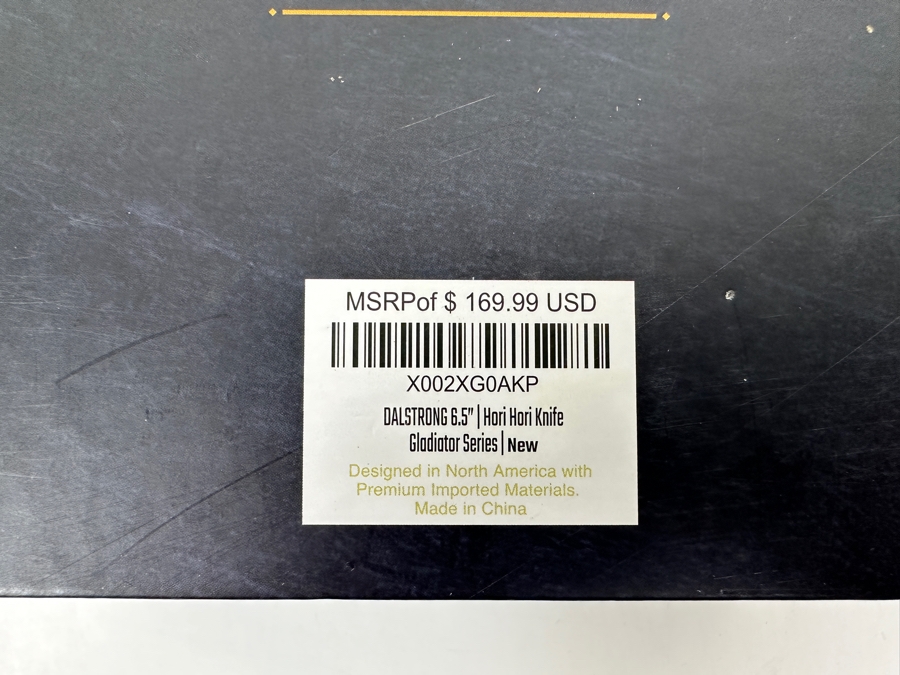 MSRPof $ 169.99 USD
X002XG0AKP
DALSTRONG 6.5" | Hori Hori Knife
Gladiator Series | New
Designed in North America with
Premium Imported Materials.
Made in China